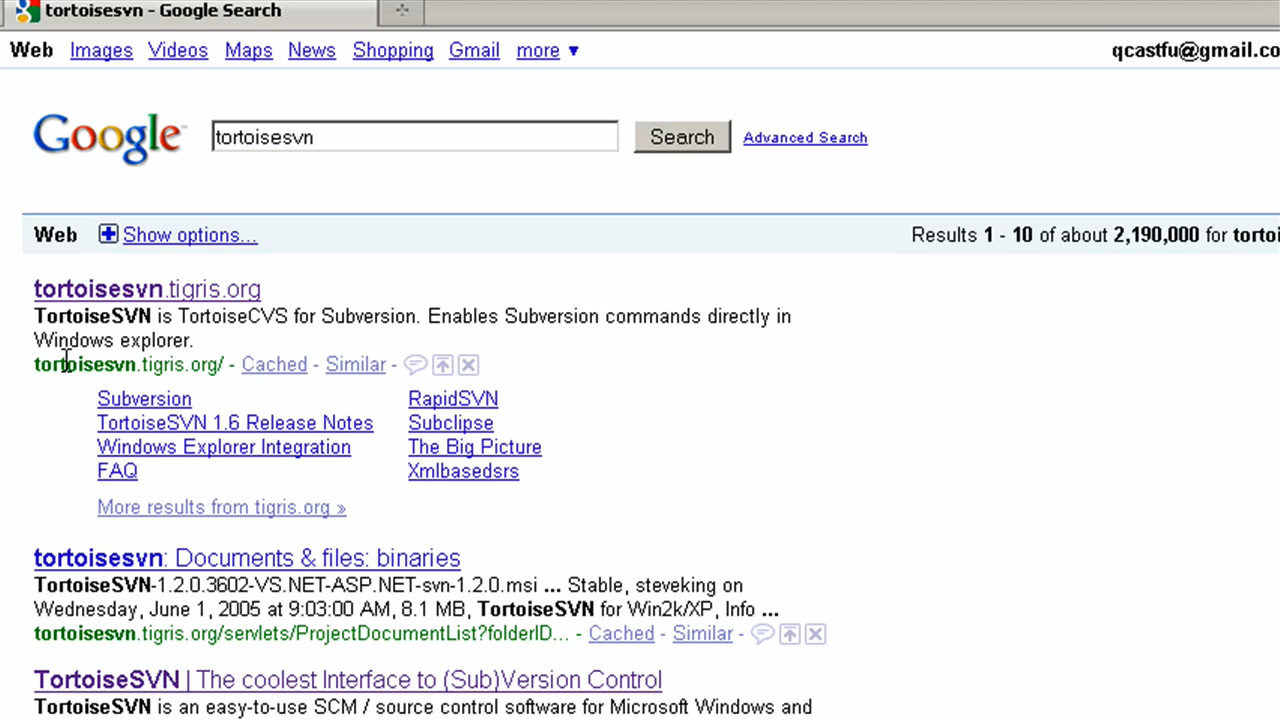 tortoisesvn - Google Search
Web Images Videos Maps News Shopping Gmail more ▼ qcastfu@gmail.co
Google™ tortoisesvn Search Advanced Search
Web Show options... Results 1 - 10 of about 2,190,000 for torto
tortoisesvn.tigris.org
TortoiseSVN is TortoiseCVS for Subversion. Enables Subversion commands directly in
Windows explorer.
tortoisesvn.tigris.org/ - Cached - Similar -
Subversion RapidSVN
TortoiseSVN 1.6 Release Notes Subclipse
Windows Explorer Integration The Big Picture
FAQ Xmlbasedsrs
More results from tigris.org »
tortoisesvn: Documents & files: binaries
TortoiseSVN-1.2.0.3602-VS.NET-ASP.NET-svn-1.2.0.msi ... Stable, steveking on
Wednesday, June 1, 2005 at 9:03:00 AM, 8.1 MB, TortoiseSVN for Win2k/XP, Info ...
tortoisesvn.tigris.org/servlets/ProjectDocumentList?folderID... - Cached - Similar -
TortoiseSVN | The coolest Interface to (Sub)Version Control
TortoiseSVN is an easy-to-use SCM / source control software for Microsoft Windows and